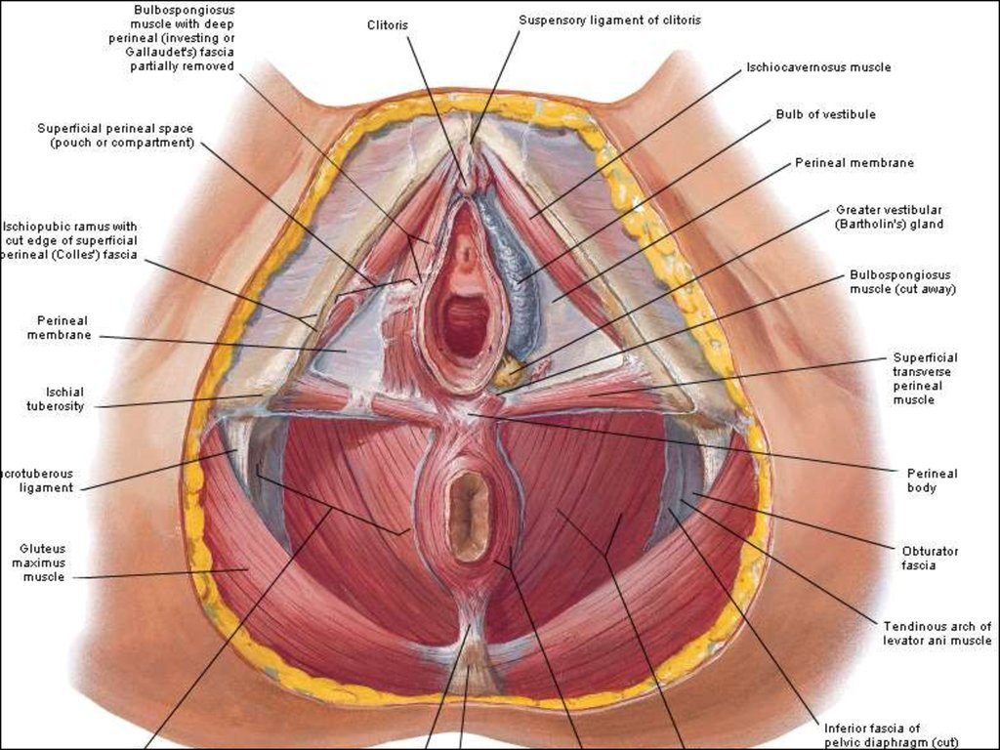 Bulbospongiosus
muscle with deep
perineal (investing or
Gallaudet's) fascia
partially removed
Clitoris
Suspensory ligament of clitoris
Ischiocavernosus muscle
Bulb of vestibule
Superficial perineal space
(pouch or compartment)
Perineal membrane
Greater vestibular
(Bartholin's) gland
Ischiopubic ramus with
cut edge of superficial
perineal (Colles') fascia
Bulbospongiosus
muscle (cut away)
Perineal
membrane
Superficial
transverse
perineal
muscle
Ischial
tuberosity
crotuberous
ligament
Perineal
body
Gluteus
maximus
muscle
Obturator
fascia
Tendinous arch of
levator ani muscle
Inferior fascia of
pelvic diaphragm (cut)